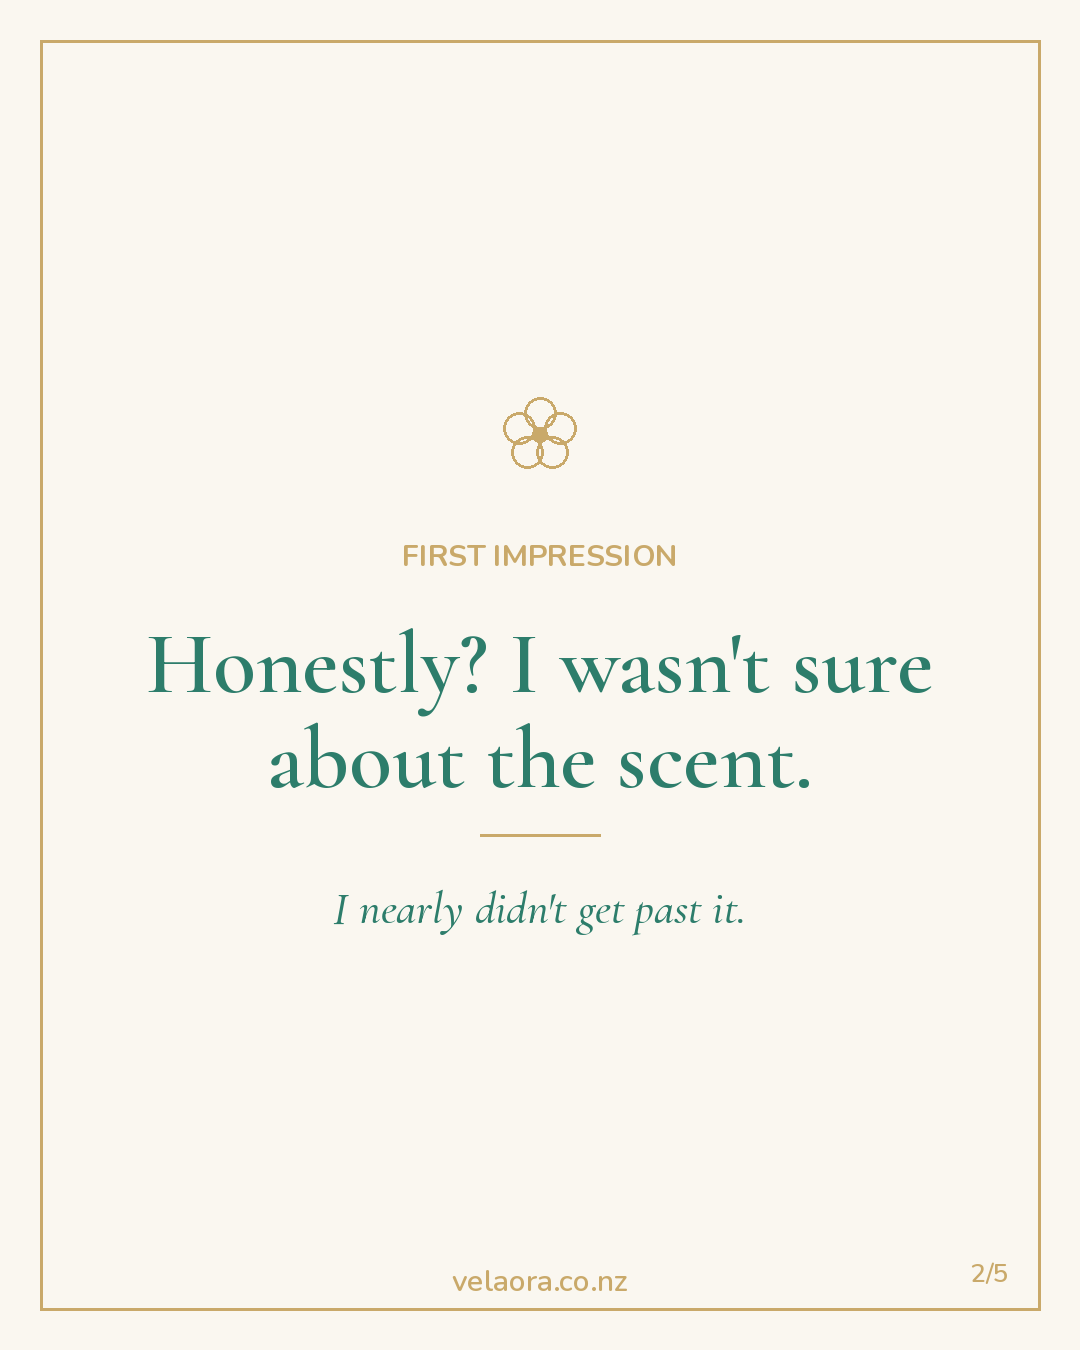 FIRST IMPRESSION
Honestly? I wasn't sure
about the scent.
I nearly didn't get past it.
velaora.co.nz
2/5